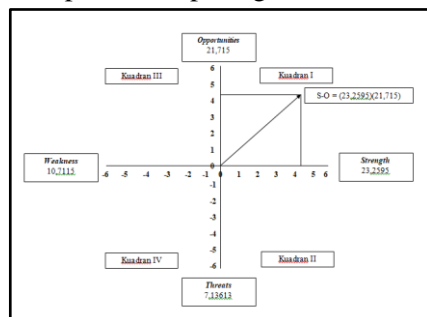 Opportunities
21,715
Kuadran III
Kuadran I
6
5
4
3
2
1
0
S-O = (23,2595)(21,715)
Weakness
10,7115
Strength
23,2595
-6 -5 -4 -3 -2 -1 0 1 2 3 4 5 6
-1
-2
-3
-4
-5
-6
Kuadran IV
Kuadran II
Threats
7,13613